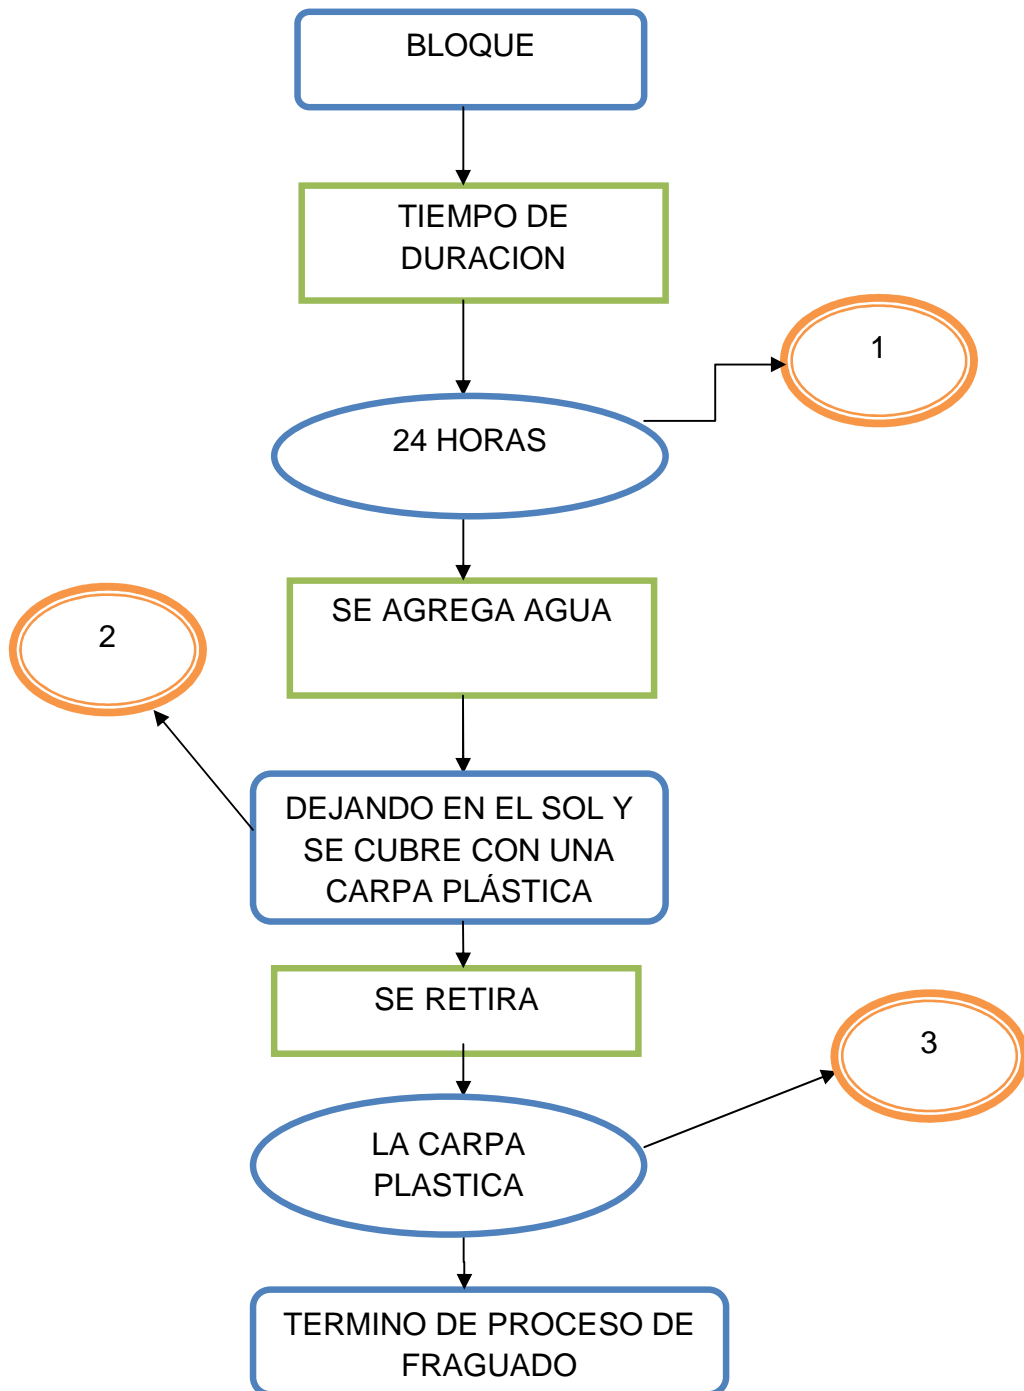 BLOQUE
TIEMPO DE
DURACION
1
24 HORAS
SE AGREGA AGUA
2
DEJANDO EN EL SOL Y
SE CUBRE CON UNA
CARPA PLÁSTICA
SE RETIRA
3
LA CARPA
PLASTICA
TERMINO DE PROCESO DE
FRAGUADO